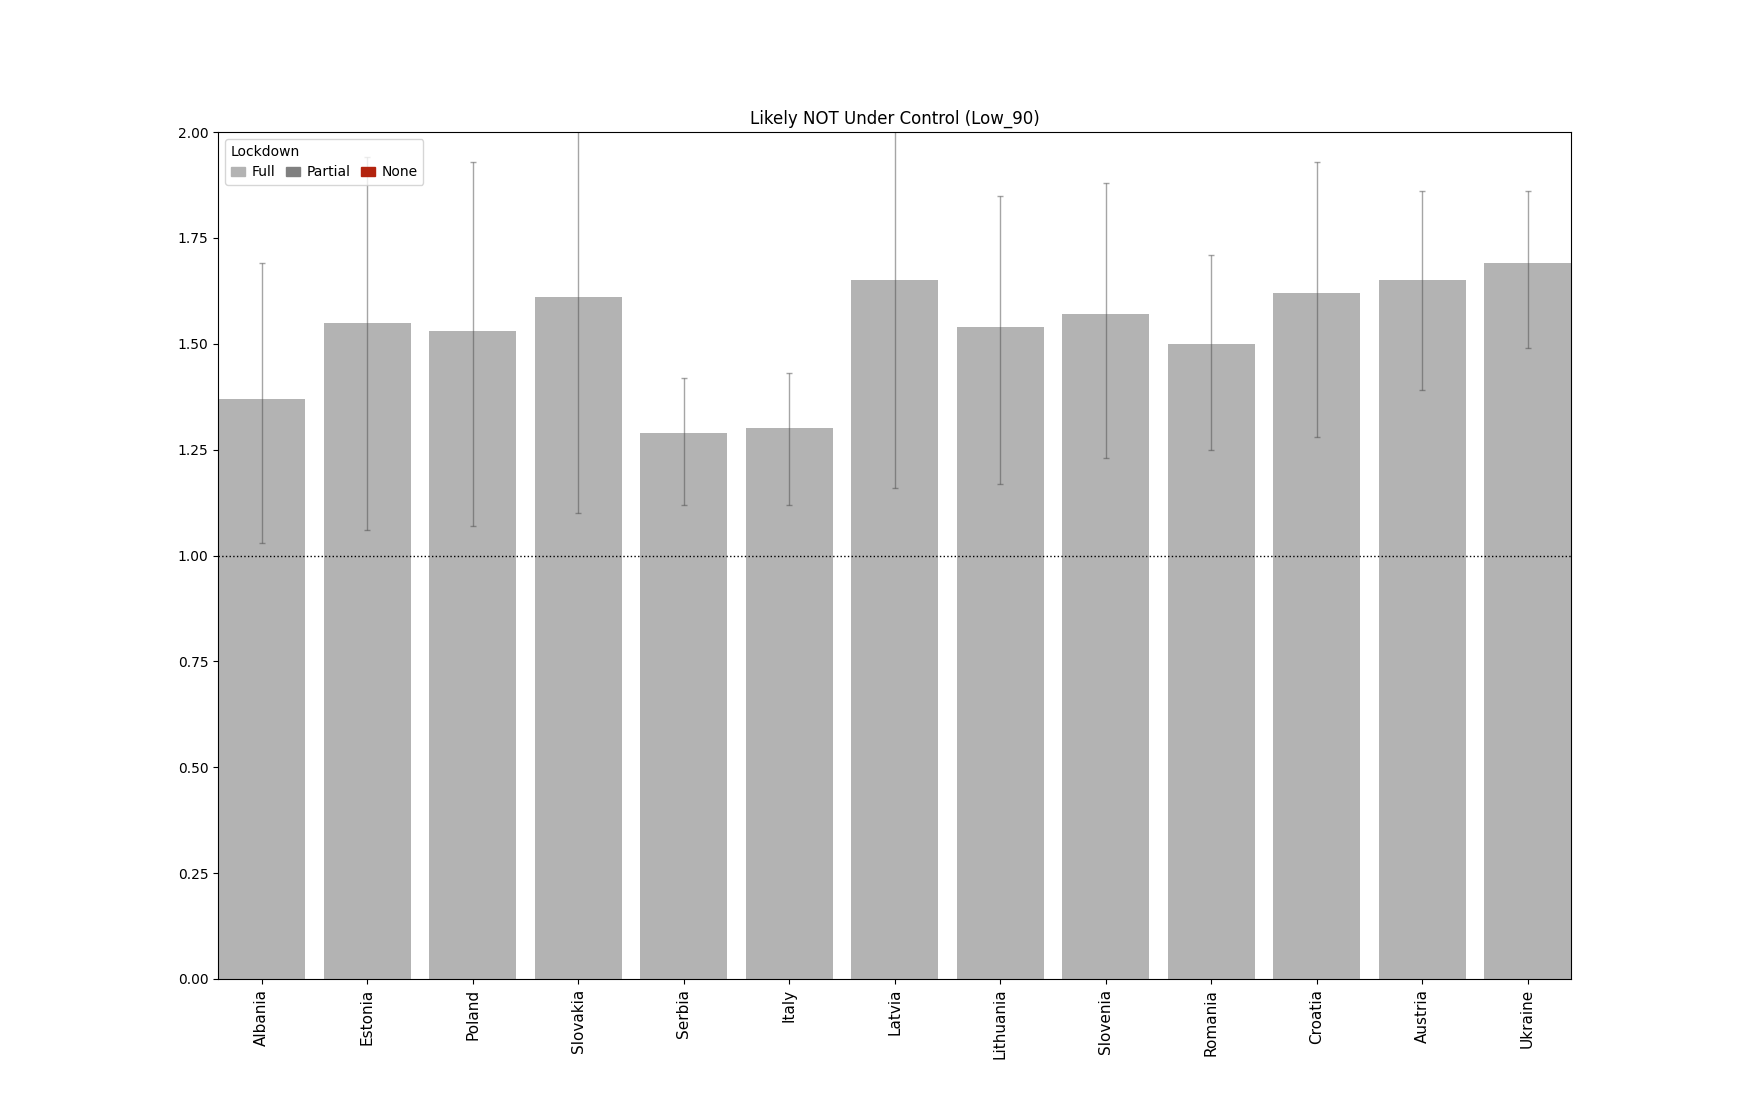 Likely NOT Under Control (Low_90)
Lockdown
Full Partial None
2.00
1.75
1.50
1.25
1.00
0.75
0.50
0.25
0.00
Albania
Estonia
Poland
Slovakia
Serbia
Italy
Latvia
Lithuania
Slovenia
Romania
Croatia
Austria
Ukraine